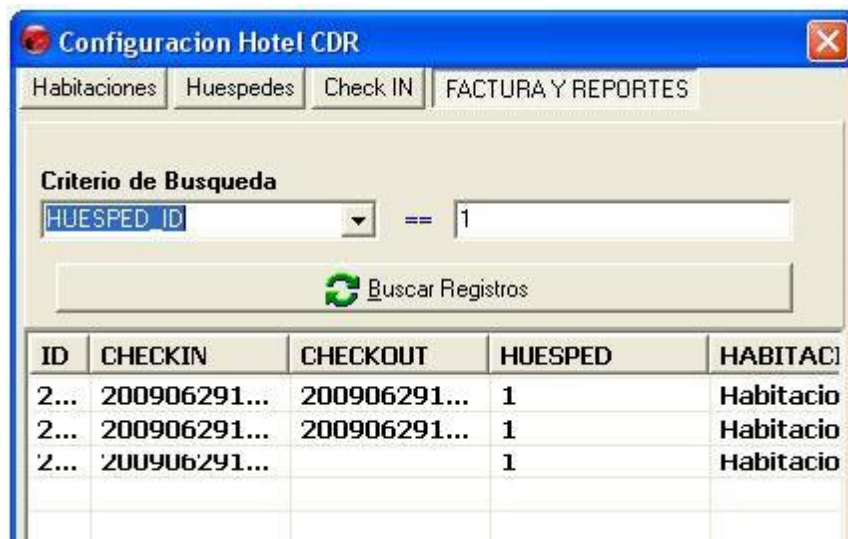 Configuracion Hotel CDR
Habitaciones Huespedes Check IN FACTURA Y REPORTES
Criterio de Busqueda
HUESPED_ID == 1
Buscar Registros
ID CHECKIN CHECKOUT HUESPED HABITACI
2... 200906291... 200906291... 1 Habitacio
2... 200906291... 200906291... 1 Habitacio
2... 200906291... 1 Habitacio